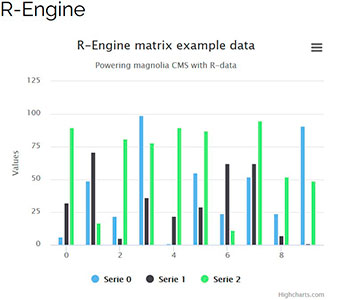 R-Engine
R-Engine matrix example data
Powering magnolia CMS with R-data
Values
125
100
75
50
25
0
0 2 4 6 8
Serie 0 Serie 1 Serie 2
Highcharts.com